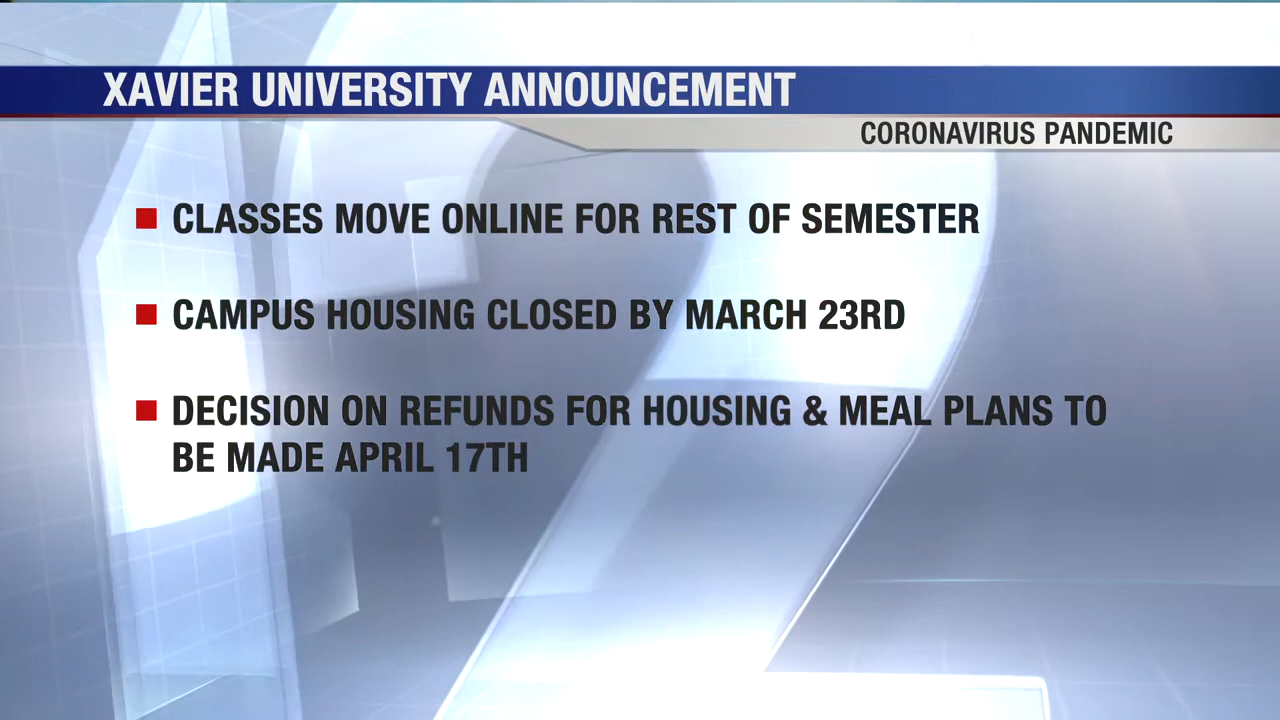 XAVIER UNIVERSITY ANNOUNCEMENT
CORONAVIRUS PANDEMIC
CLASSES MOVE ONLINE FOR REST OF SEMESTER
CAMPUS HOUSING CLOSED BY MARCH 23RD
DECISION ON REFUNDS FOR HOUSING & MEAL PLANS TO
BE MADE APRIL 17TH